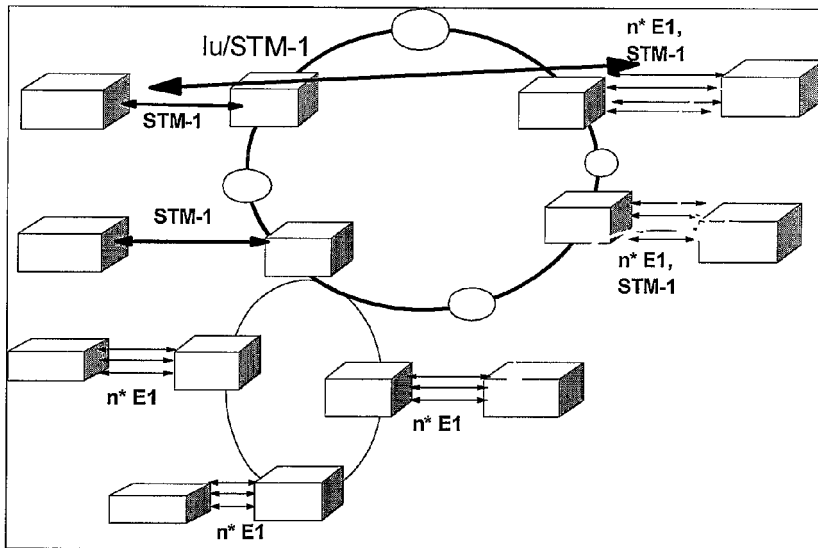 Iu/STM-1
n* E1,
STM-1
STM-1
STM-1
n* E1,
STM-1
n* E1
n* E1
n* E1